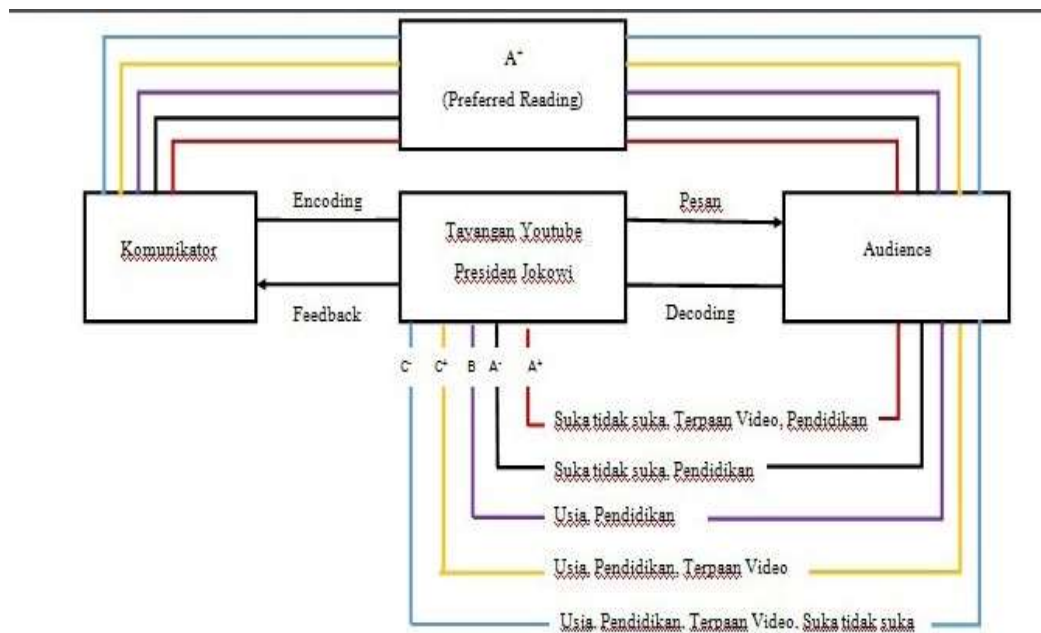 A+
(Preferred Reading)
Encoding
Pesan
Komunikator
Tayangan Youtube
Presiden Jokowi
Audience
Feedback
Decoding
C- C+ B A- A+
Suka tidak suka, Terpaan Video, Pendidikan
Suka tidak suka, Pendidikan
Usia, Pendidikan
Usia, Pendidikan, Terpaan Video
Usia, Pendidikan, Terpaan Video, Suka tidak suka